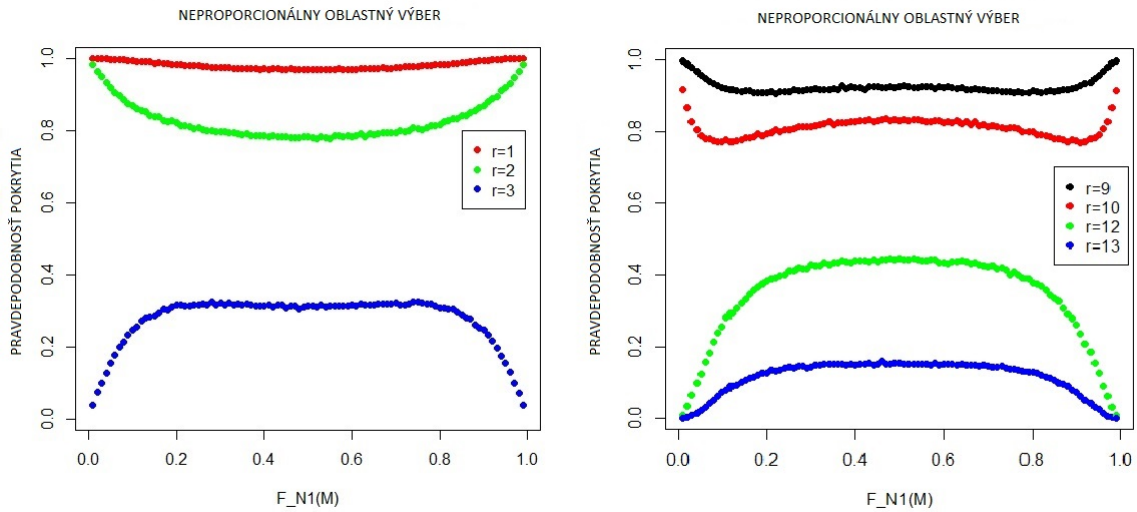 NEPROPORCIONÁLNY OBLASTNÝ VÝBER
PRAVDEPODOBNOSŤ POKRYTIA
1.0
0.8
0.6
0.4
0.2
0.0
r=1
r=2
r=3
0.0 0.2 0.4 0.6 0.8 1.0
F_N1(M)
NEPROPORCIONÁLNY OBLASTNÝ VÝBER
PRAVDEPODOBNOSŤ POKRYTIA
1.0
0.8
0.6
0.4
0.2
0.0
r=9
r=10
r=12
r=13
0.0 0.2 0.4 0.6 0.8 1.0
F_N1(M)